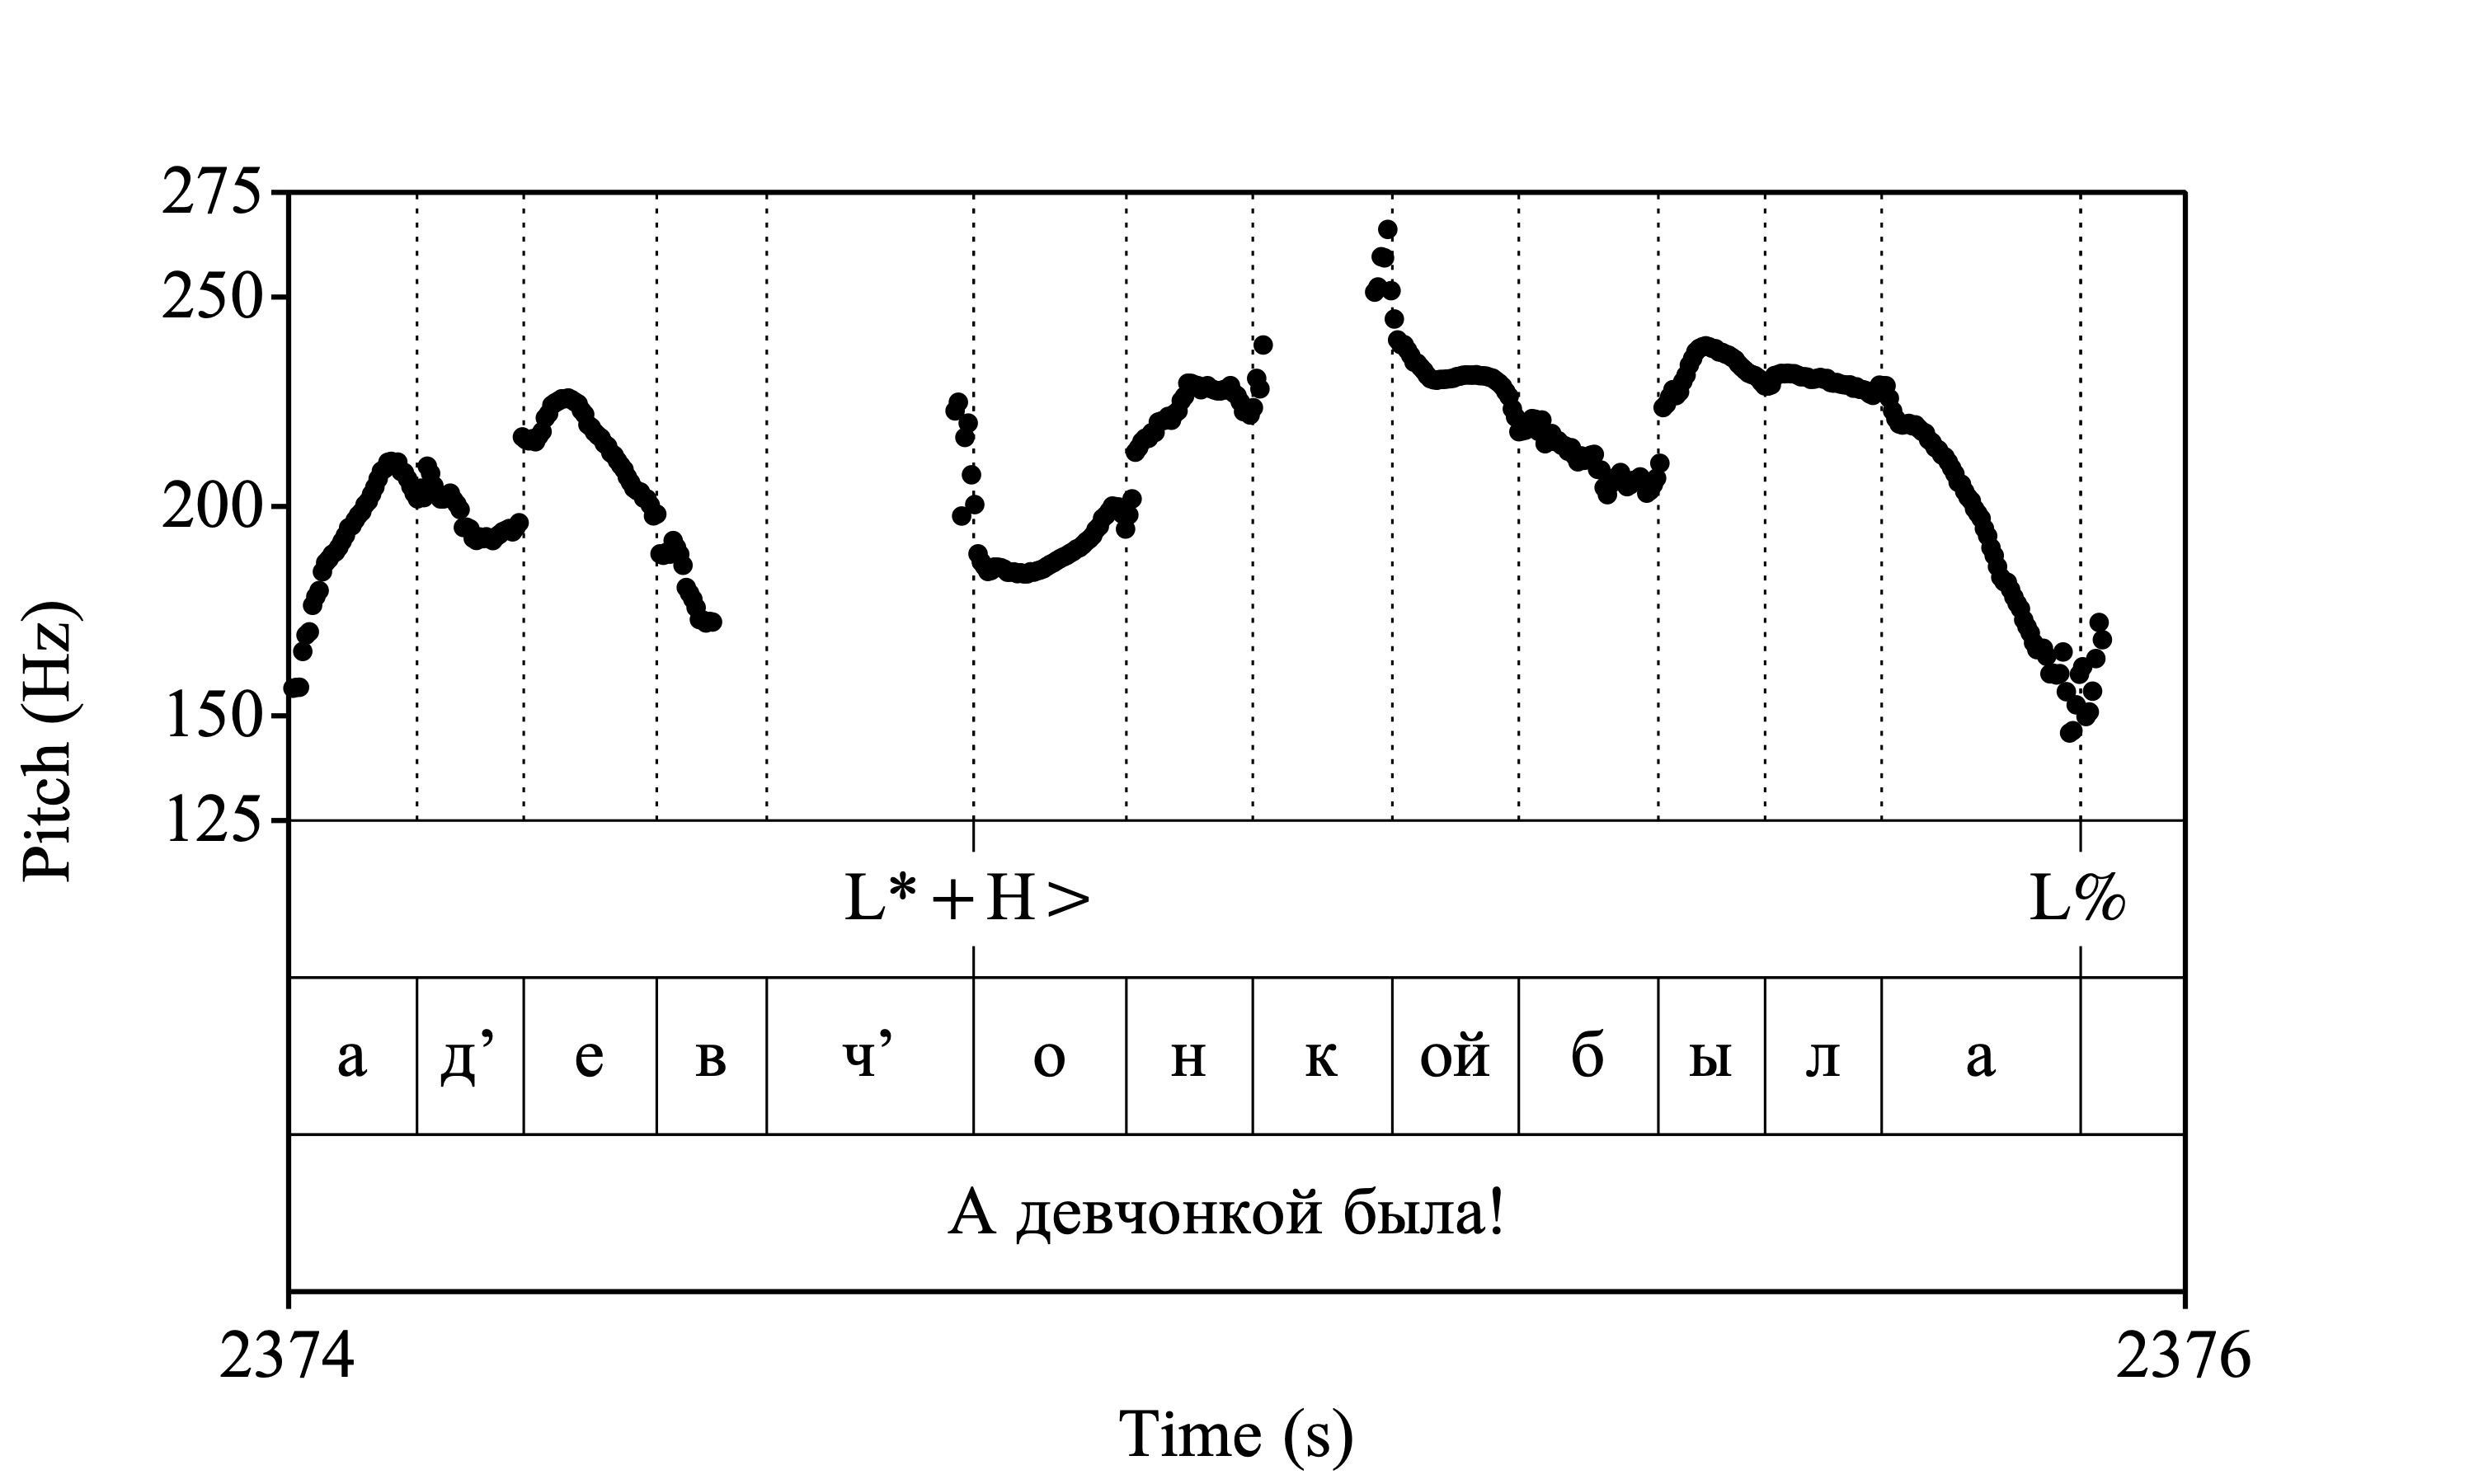 275
250
200
150
125
Pitch (Hz)
L*+H> L%
а д’ е в ч’ о н к ой б ы л а
А девчонкой была!
2374 2376
Time (s)